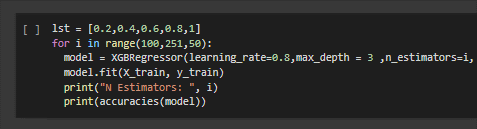 [ ] lst = [0.2,0.4,0.6,0.8,1]
for i in range(100,251,50):
  model = XGBRegressor(learning_rate=0.8,max_depth = 3 ,n_estimators=i,
  model.fit(X_train, y_train)
  print("N Estimators: ", i)
  print(accuracies(model))